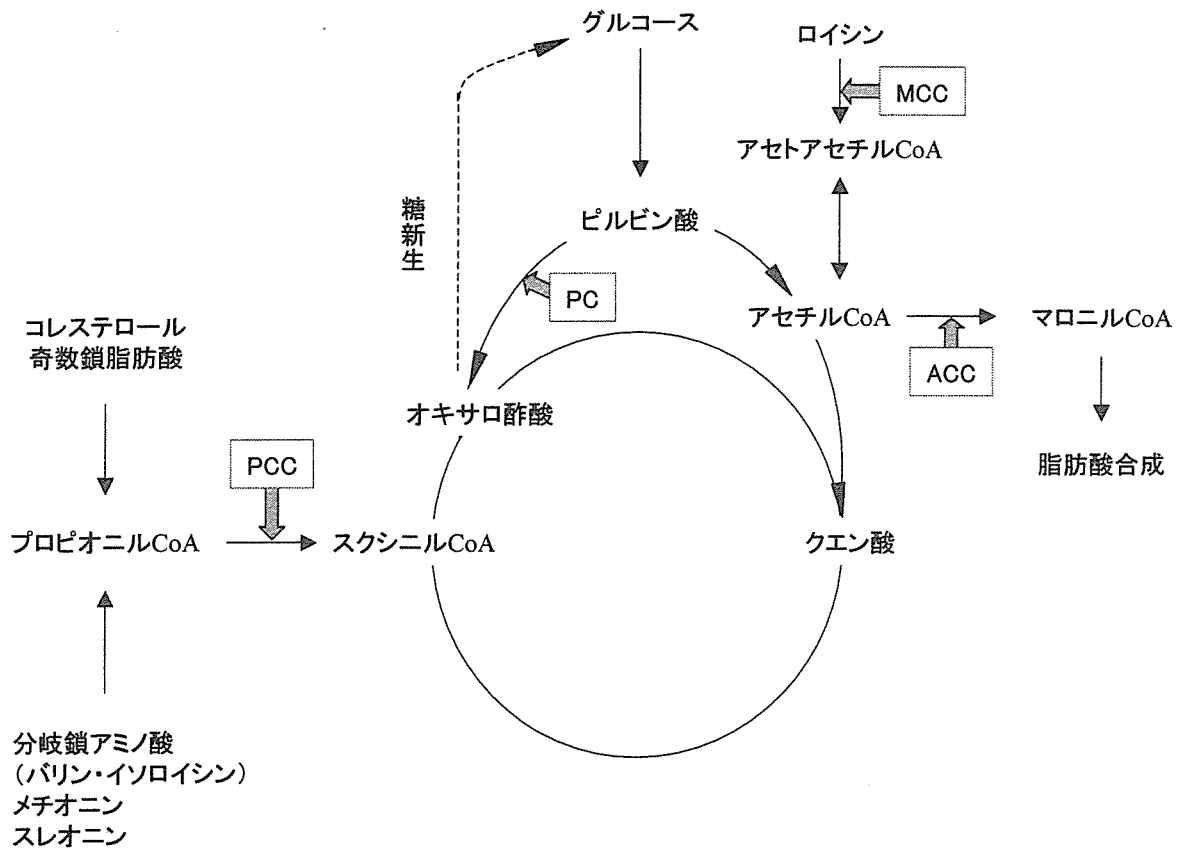 グルコース
ロイシン
MCC
アセトアセチルCoA
糖新生
ピルビン酸
PC
アセチルCoA
マロニルCoA
ACC
コレステロール
奇数鎖脂肪酸
オキサロ酢酸
脂肪酸合成
PCC
プロピオニルCoA
スクシニルCoA
クエン酸
分岐鎖アミノ酸
（バリン・イソロイシン）
メチオニン
スレオニン